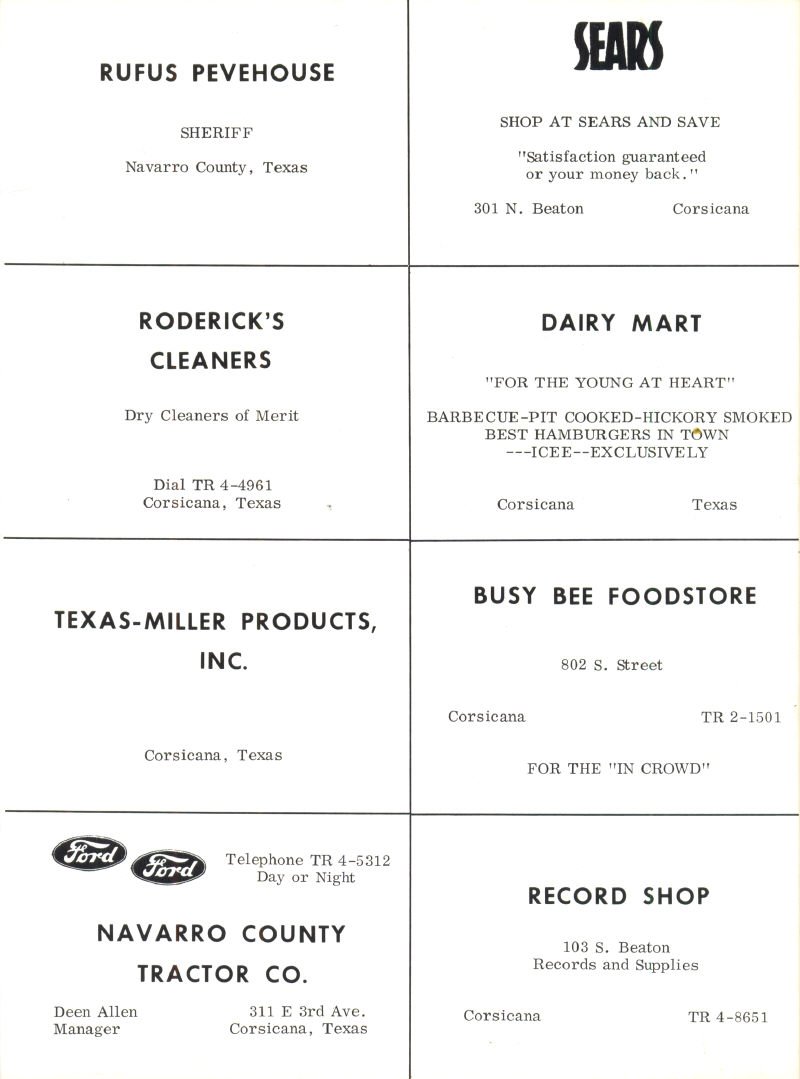 RUFUS PEVEHOUSE
SHERIFF
Navarro County, Texas
SEARS
SHOP AT SEARS AND SAVE
"Satisfaction guaranteed
or your money back."
301 N. Beaton Corsicana
RODERICK'S
CLEANERS
Dry Cleaners of Merit
Dial TR 4-4961
Corsicana, Texas
DAIRY MART
"FOR THE YOUNG AT HEART"
BARBECUE-PIT COOKED-HICKORY SMOKED
BEST HAMBURGERS IN TOWN
---ICEE--EXCLUSIVELY
Corsicana Texas
TEXAS-MILLER PRODUCTS,
INC.
Corsicana, Texas
BUSY BEE FOODSTORE
802 S. Street
Corsicana TR 2-1501
FOR THE "IN CROWD"
Ford Ford
Telephone TR 4-5312
Day or Night
NAVARRO COUNTY
TRACTOR CO.
Deen Allen 311 E 3rd Ave.
Manager Corsicana, Texas
RECORD SHOP
103 S. Beaton
Records and Supplies
Corsicana TR 4-8651